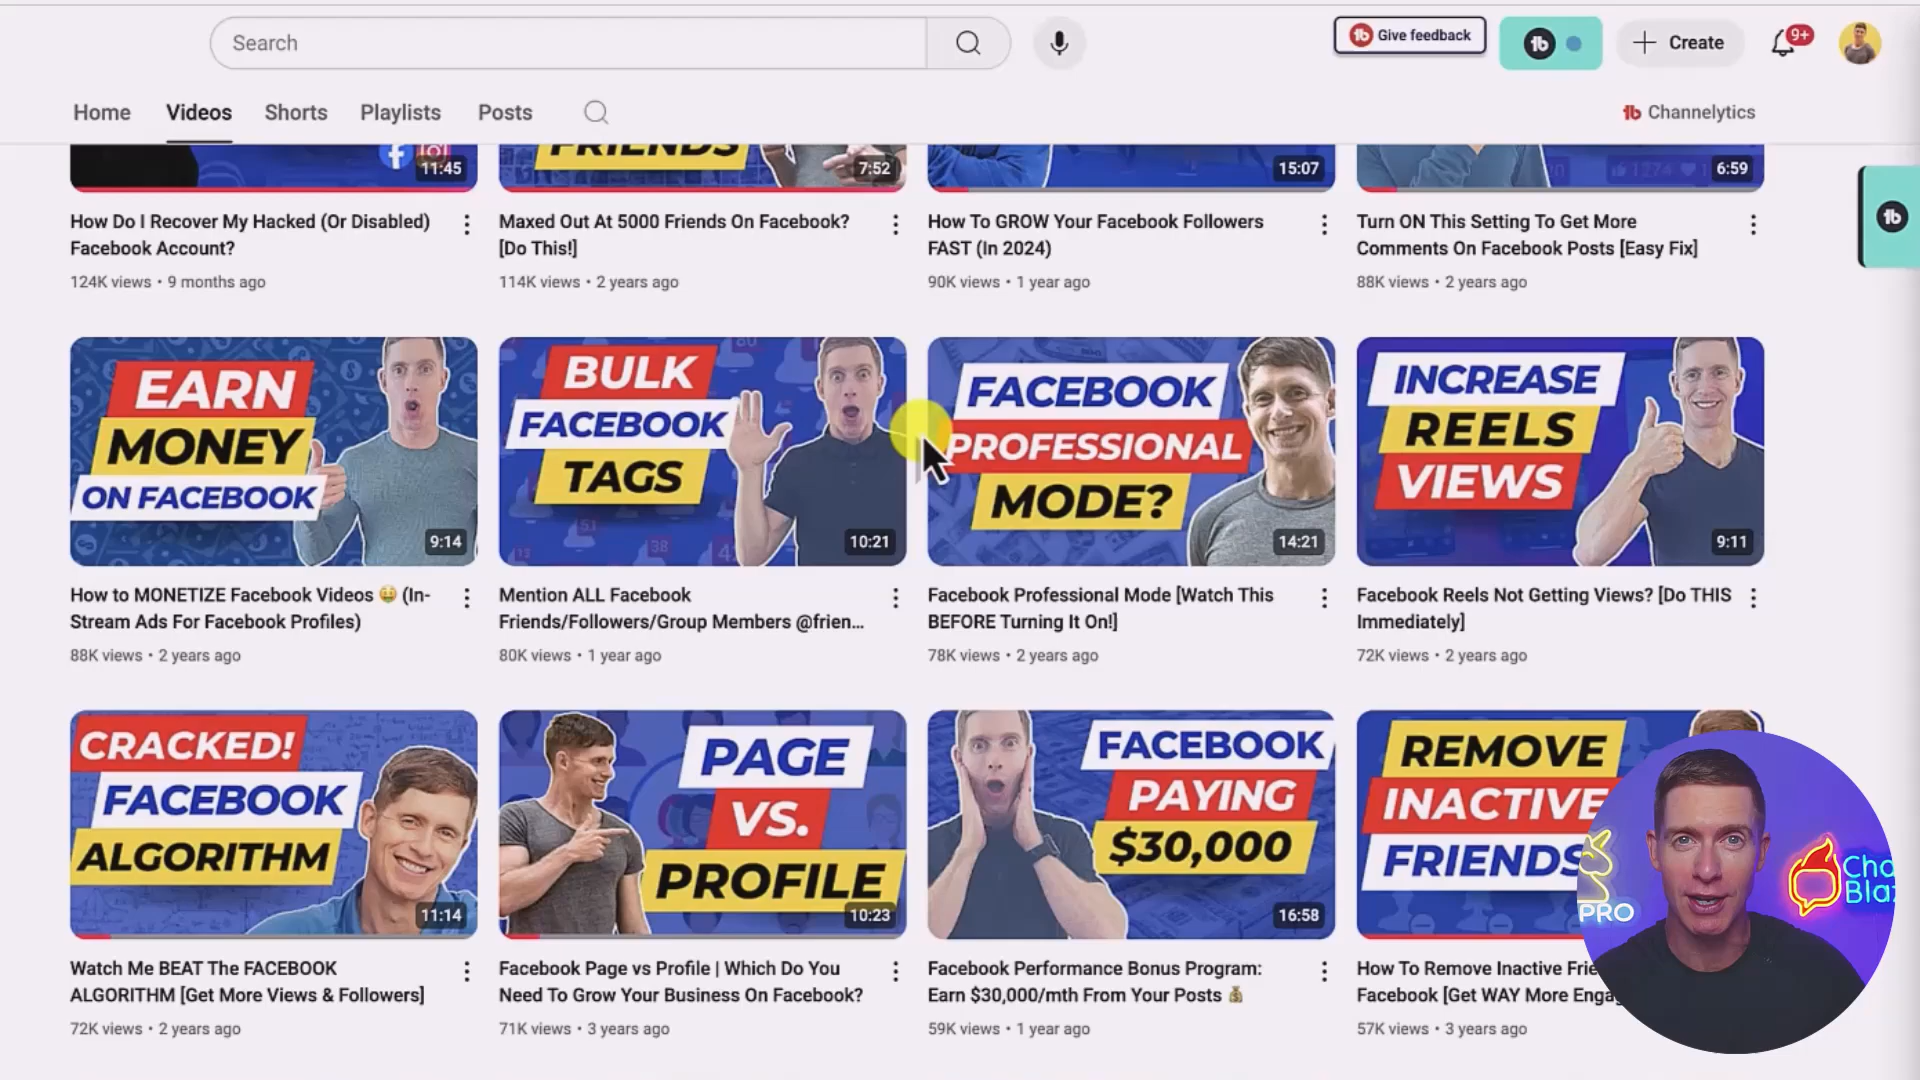 Search
Give feedback
Create
9+
Home
Videos
Shorts
Playlists
Posts
Channelytics
11:45
FRIENDS
7:52
15:07
6:59
How Do I Recover My Hacked (Or Disabled)
Facebook Account?
124K views • 9 months ago
Maxed Out At 5000 Friends On Facebook?
[Do This!]
114K views • 2 years ago
How To GROW Your Facebook Followers
FAST (In 2024)
90K views • 1 year ago
Turn ON This Setting To Get More
Comments On Facebook Posts [Easy Fix]
88K views • 2 years ago
EARN
MONEY
ON FACEBOOK
9:14
BULK
FACEBOOK
TAGS
10:21
FACEBOOK
PROFESSIONAL
MODE?
14:21
INCREASE
REELS
VIEWS
9:11
How to MONETIZE Facebook Videos 🤑 (In-
Stream Ads For Facebook Profiles)
88K views • 2 years ago
Mention ALL Facebook
Friends/Followers/Group Members @frien...
80K views • 1 year ago
Facebook Professional Mode [Watch This
BEFORE Turning It On!]
78K views • 2 years ago
Facebook Reels Not Getting Views? [Do THIS
Immediately]
72K views • 2 years ago
CRACKED!
FACEBOOK
ALGORITHM
11:14
PAGE
VS.
PROFILE
10:23
FACEBOOK
PAYING
$30,000
16:58
REMOVE
INACTIVE
FRIENDS
PRO
Watch Me BEAT The FACEBOOK
ALGORITHM [Get More Views & Followers]
72K views • 2 years ago
Facebook Page vs Profile | Which Do You
Need To Grow Your Business On Facebook?
71K views • 3 years ago
Facebook Performance Bonus Program:
Earn $30,000/mth From Your Posts 💰
59K views • 1 year ago
How To Remove Inactive Frie
Facebook [Get WAY More Enga
57K views • 3 years ago